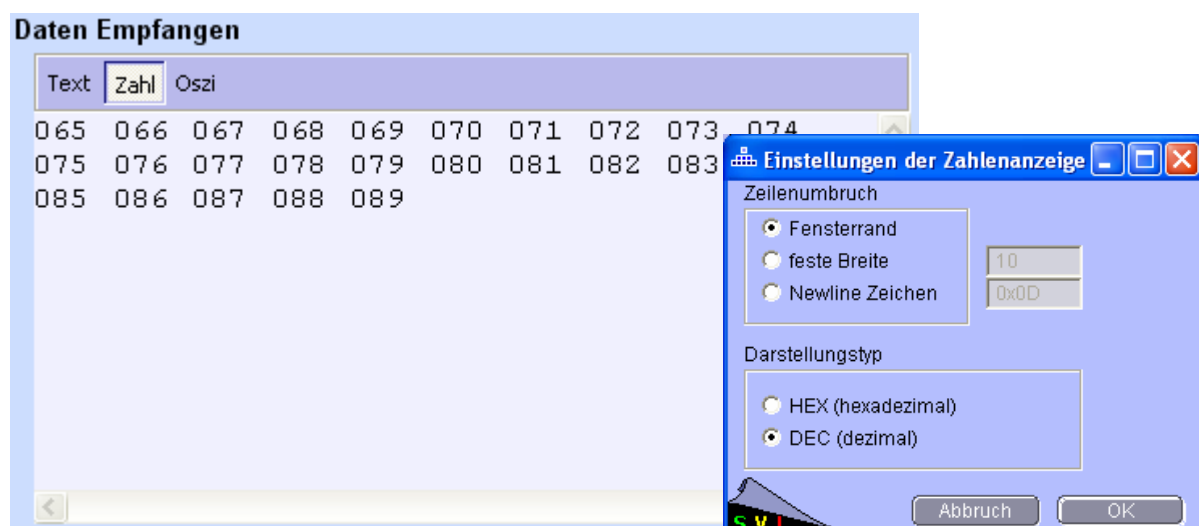 Daten Empfangen
Text Zahl Oszi
065 066 067 068 069 070 071 072 073 074
075 076 077 078 079 080 081 082 083
085 086 087 088 089
Einstellungen der Zahlenanzeige
Zeilenumbruch
Fensterrand
feste Breite 10
Newline Zeichen 0x0D
Darstellungstyp
HEX (hexadezimal)
DEC (dezimal)
Abbruch OK